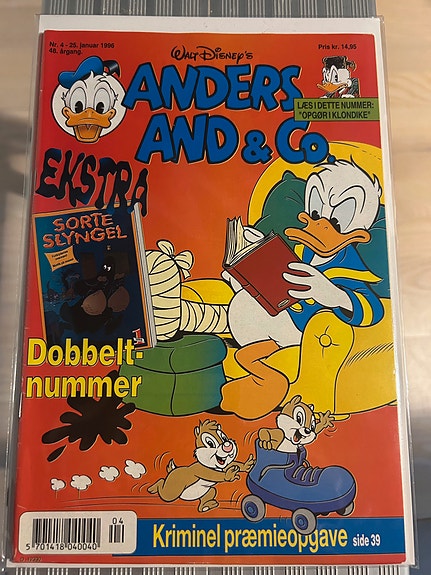 Nr. 4 - 25. januar 1996
48. årgang.
WALT DISNEY'S
Pris kr. 14,95
ANDERS
AND & Co.
LÆS I DETTE NUMMER:
"OPGØR I KLONDIKE"
EKSTRA
SORTE
SLYNGEL
Dobbelt-
nummer
04
5 701418 040040
Kriminel præmieopgave side 39